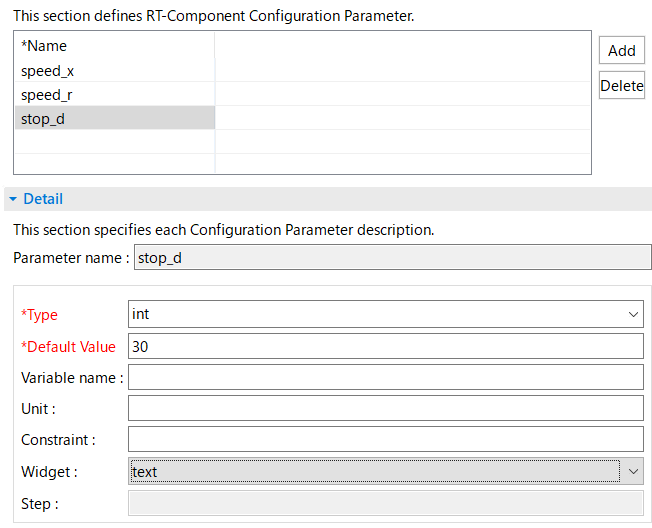 This section defines RT-Component Configuration Parameter.
*Name
Add
speed_x
speed_r
Delete
stop_d
Detail
This section specifies each Configuration Parameter description.
Parameter name : stop_d
*Type int
*Default Value 30
Variable name :
Unit :
Constraint :
Widget : text
Step :